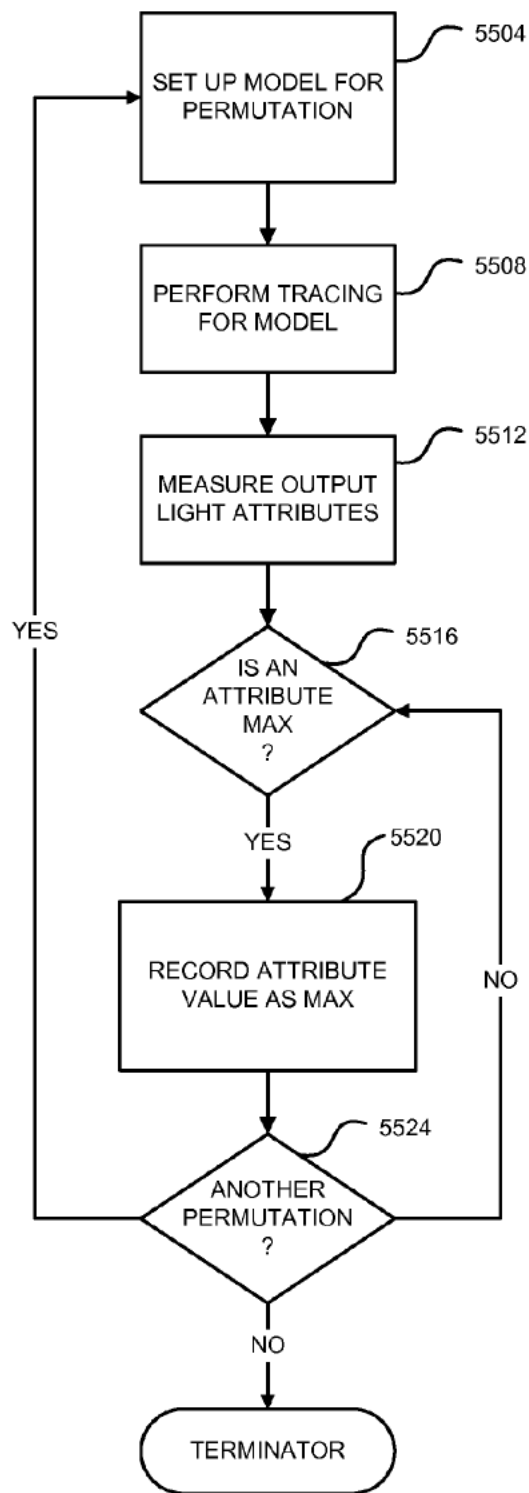 5504
SET UP MODEL FOR
PERMUTATION
5508
PERFORM TRACING
FOR MODEL
5512
MEASURE OUTPUT
LIGHT ATTRIBUTES
YES
5516
IS AN
ATTRIBUTE
MAX
?
YES
5520
RECORD ATTRIBUTE
VALUE AS MAX
NO
5524
ANOTHER
PERMUTATION
?
NO
TERMINATOR